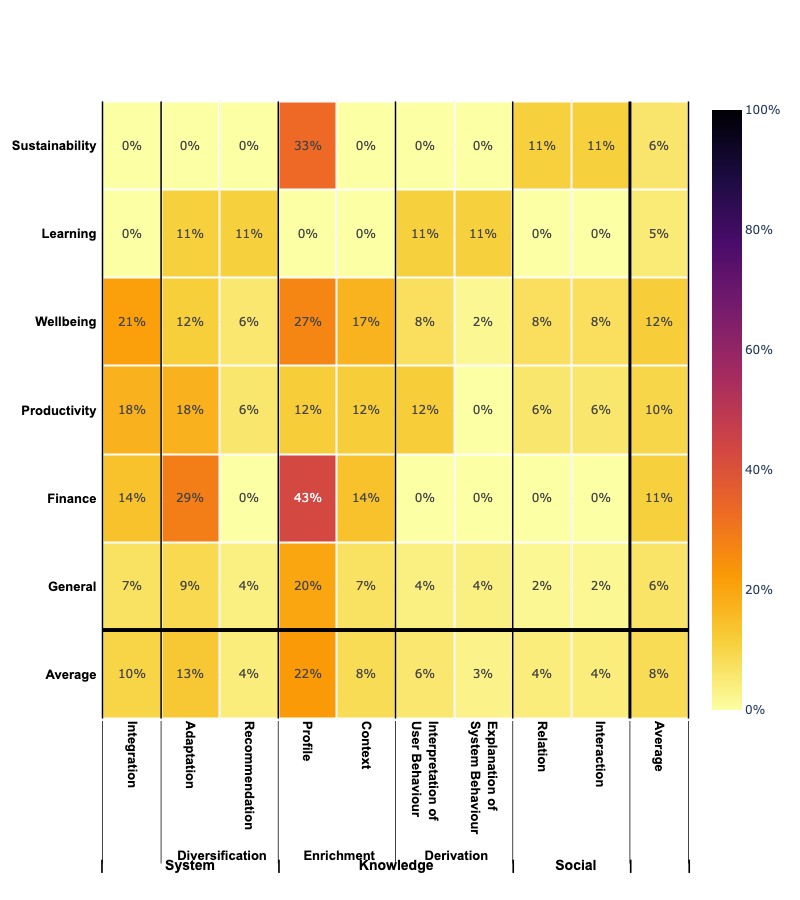 100%
Sustainability 0% 0% 0% 33% 0% 0% 0% 11% 11% 6%
80%
Learning 0% 11% 11% 0% 0% 11% 11% 0% 0% 5%
Wellbeing 21% 12% 6% 27% 17% 8% 2% 8% 8% 12%
60%
Productivity 18% 18% 6% 12% 12% 12% 0% 6% 6% 10%
40%
Finance 14% 29% 0% 43% 14% 0% 0% 0% 0% 11%
General 7% 9% 4% 20% 7% 4% 4% 2% 2% 6%
20%
Average 10% 13% 4% 22% 8% 6% 3% 4% 4% 8%
0%
Integration
Adaptation
Recommendation
Profile
Context
Interpretation of
User Behaviour
Explanation of
System Behaviour
Relation
Interaction
Average
Diversification Enrichment Derivation
System Knowledge Social